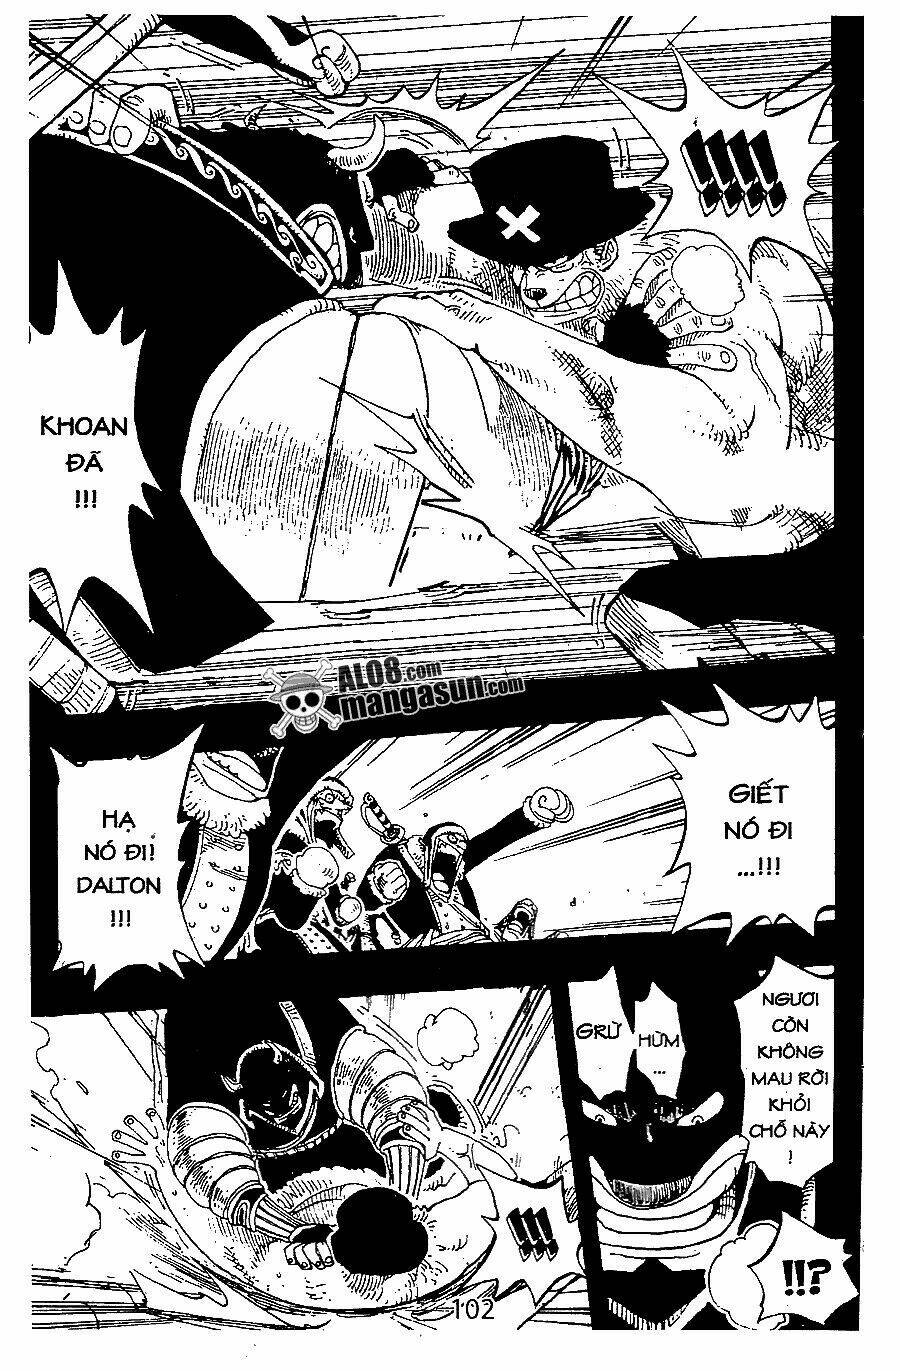 !!!!
KHOAN
ĐÃ
!!!
AL08.com
mangasun.com
GIẾT
NÓ ĐI
...!!!
HẠ
NÓ ĐI!
DALTON
!!!
NGƯƠI
CÒN
KHÔNG
MAU RỜI
KHỎI
CHỖ NÀY
!
GRỪ
HỪM
...
!!?
!!!
102